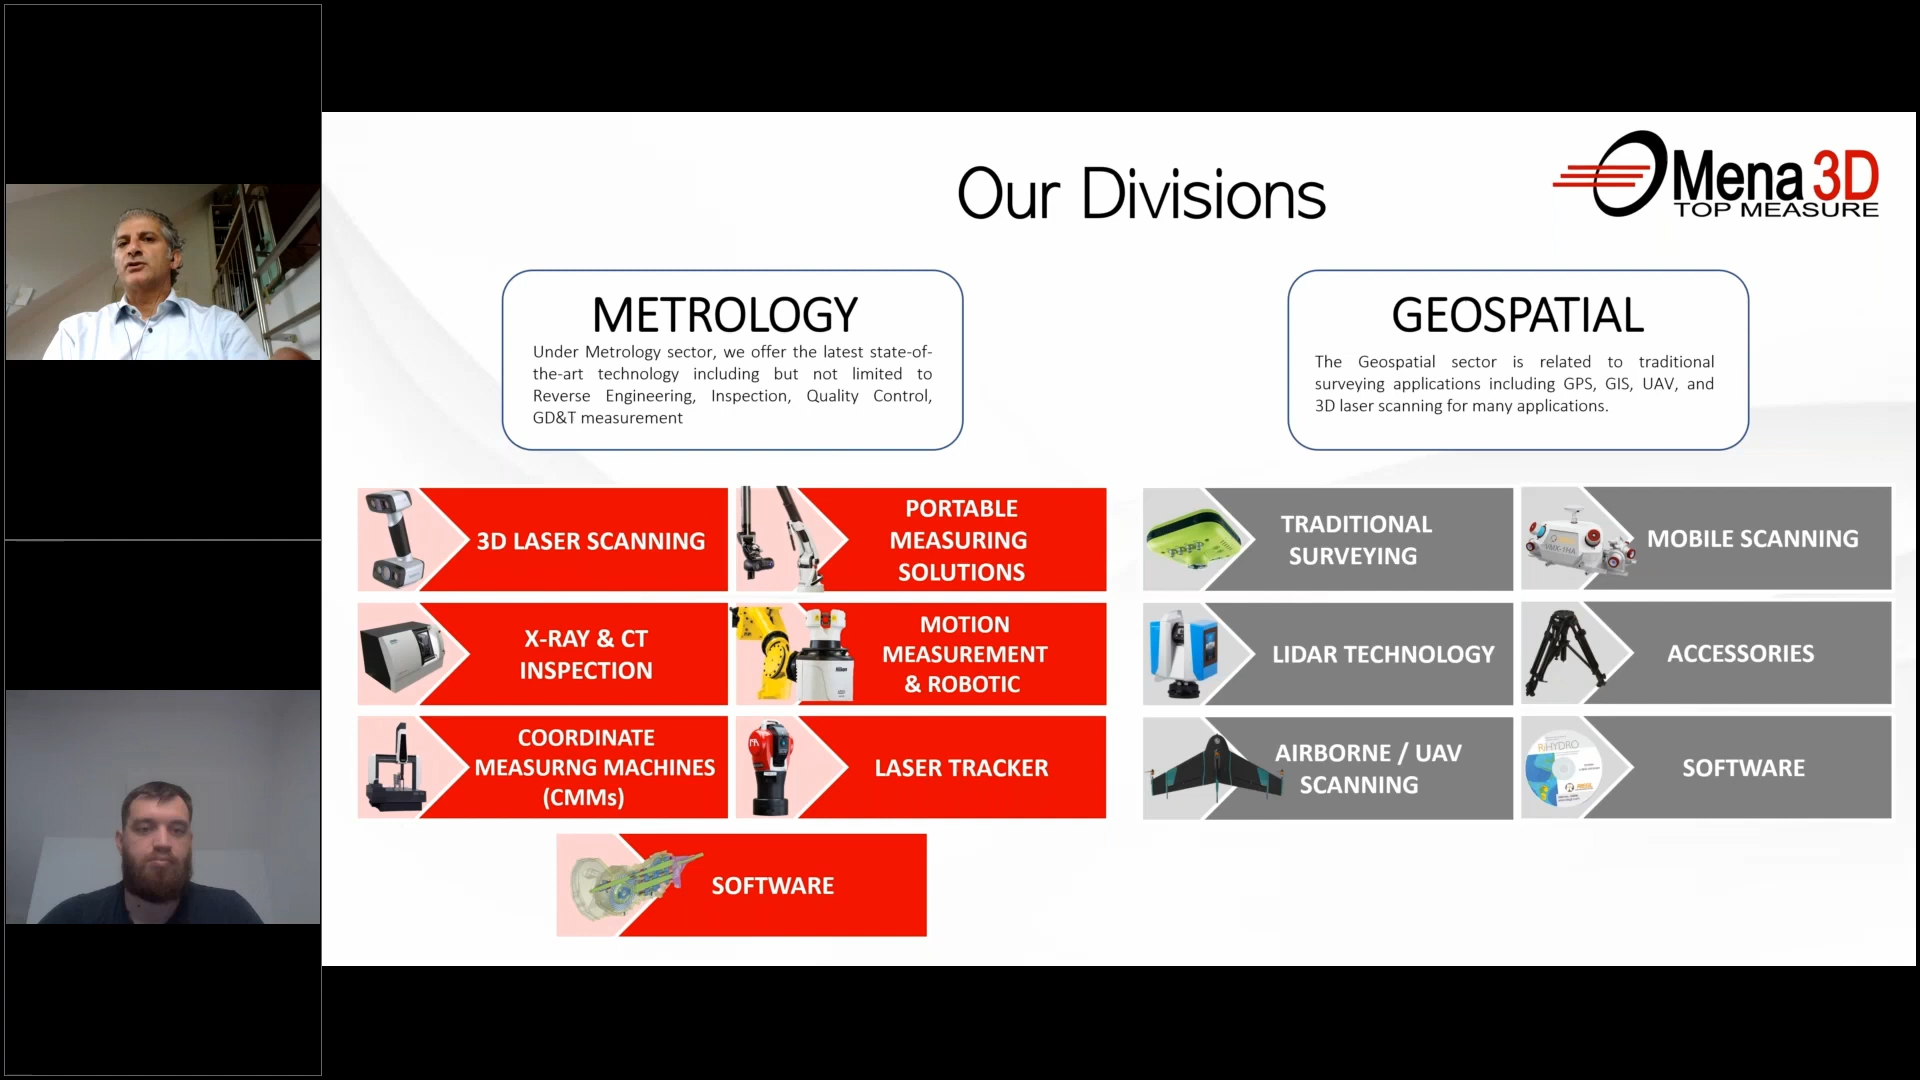 Our Divisions
Mena 3D
TOP MEASURE
METROLOGY
Under Metrology sector, we offer the latest state-of-
the-art technology including but not limited to
Reverse Engineering, Inspection, Quality Control,
GD&T measurement
GEOSPATIAL
The Geospatial sector is related to traditional
surveying applications including GPS, GIS, UAV, and
3D laser scanning for many applications.
3D LASER SCANNING
PORTABLE
MEASURING
SOLUTIONS
X-RAY & CT
INSPECTION
MOTION
MEASUREMENT
& ROBOTIC
COORDINATE
MEASURNG MACHINES
(CMMs)
LASER TRACKER
SOFTWARE
TRADITIONAL
SURVEYING
MOBILE SCANNING
VMX-1HA
LIDAR TECHNOLOGY
ACCESSORIES
AIRBORNE / UAV
SCANNING
SOFTWARE
RiHYDRO